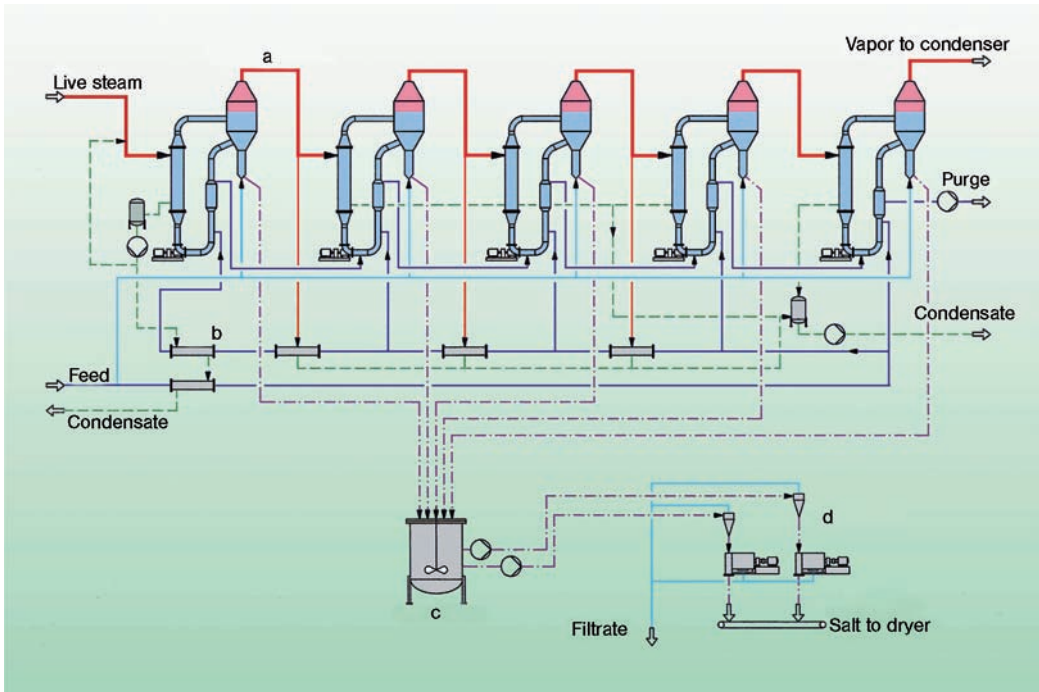 Vapor to condenser
a
Live steam
Purge
Condensate
b
Feed
Condensate
d
c
Filtrate
Salt to dryer